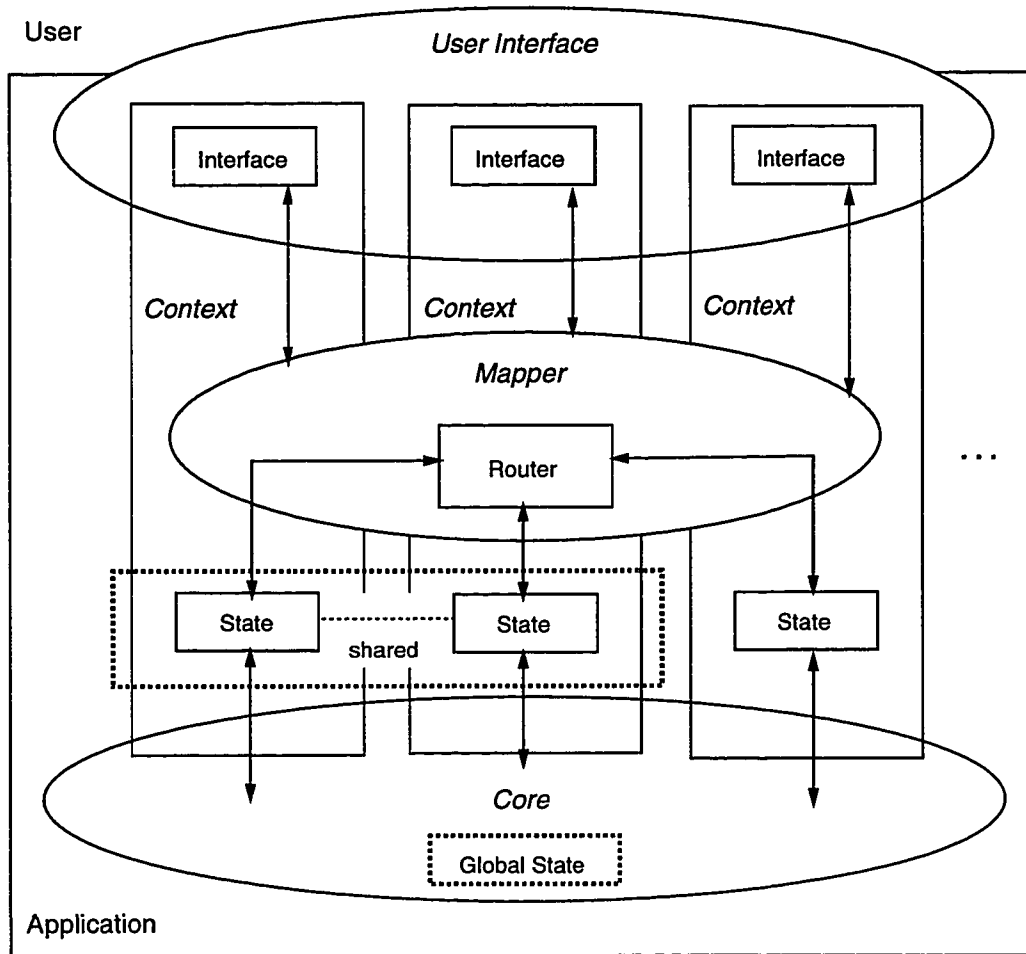 User
User Interface
Interface
Interface
Interface
Context
Context
Context
Mapper
Router
...
State
State
State
shared
Core
Global State
Application